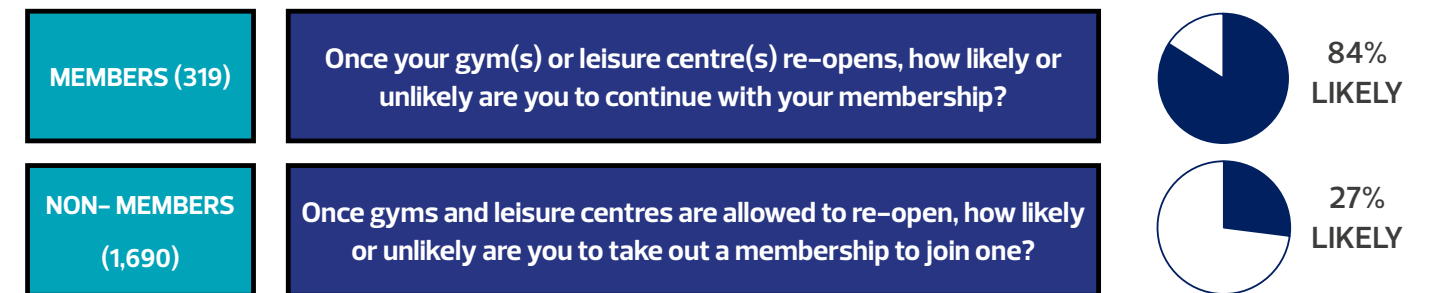 MEMBERS (319)
Once your gym(s) or leisure centre(s) re-opens, how likely or
unlikely are you to continue with your membership?
84%
LIKELY
NON- MEMBERS
(1,690)
Once gyms and leisure centres are allowed to re-open, how likely
or unlikely are you to take out a membership to join one?
27%
LIKELY